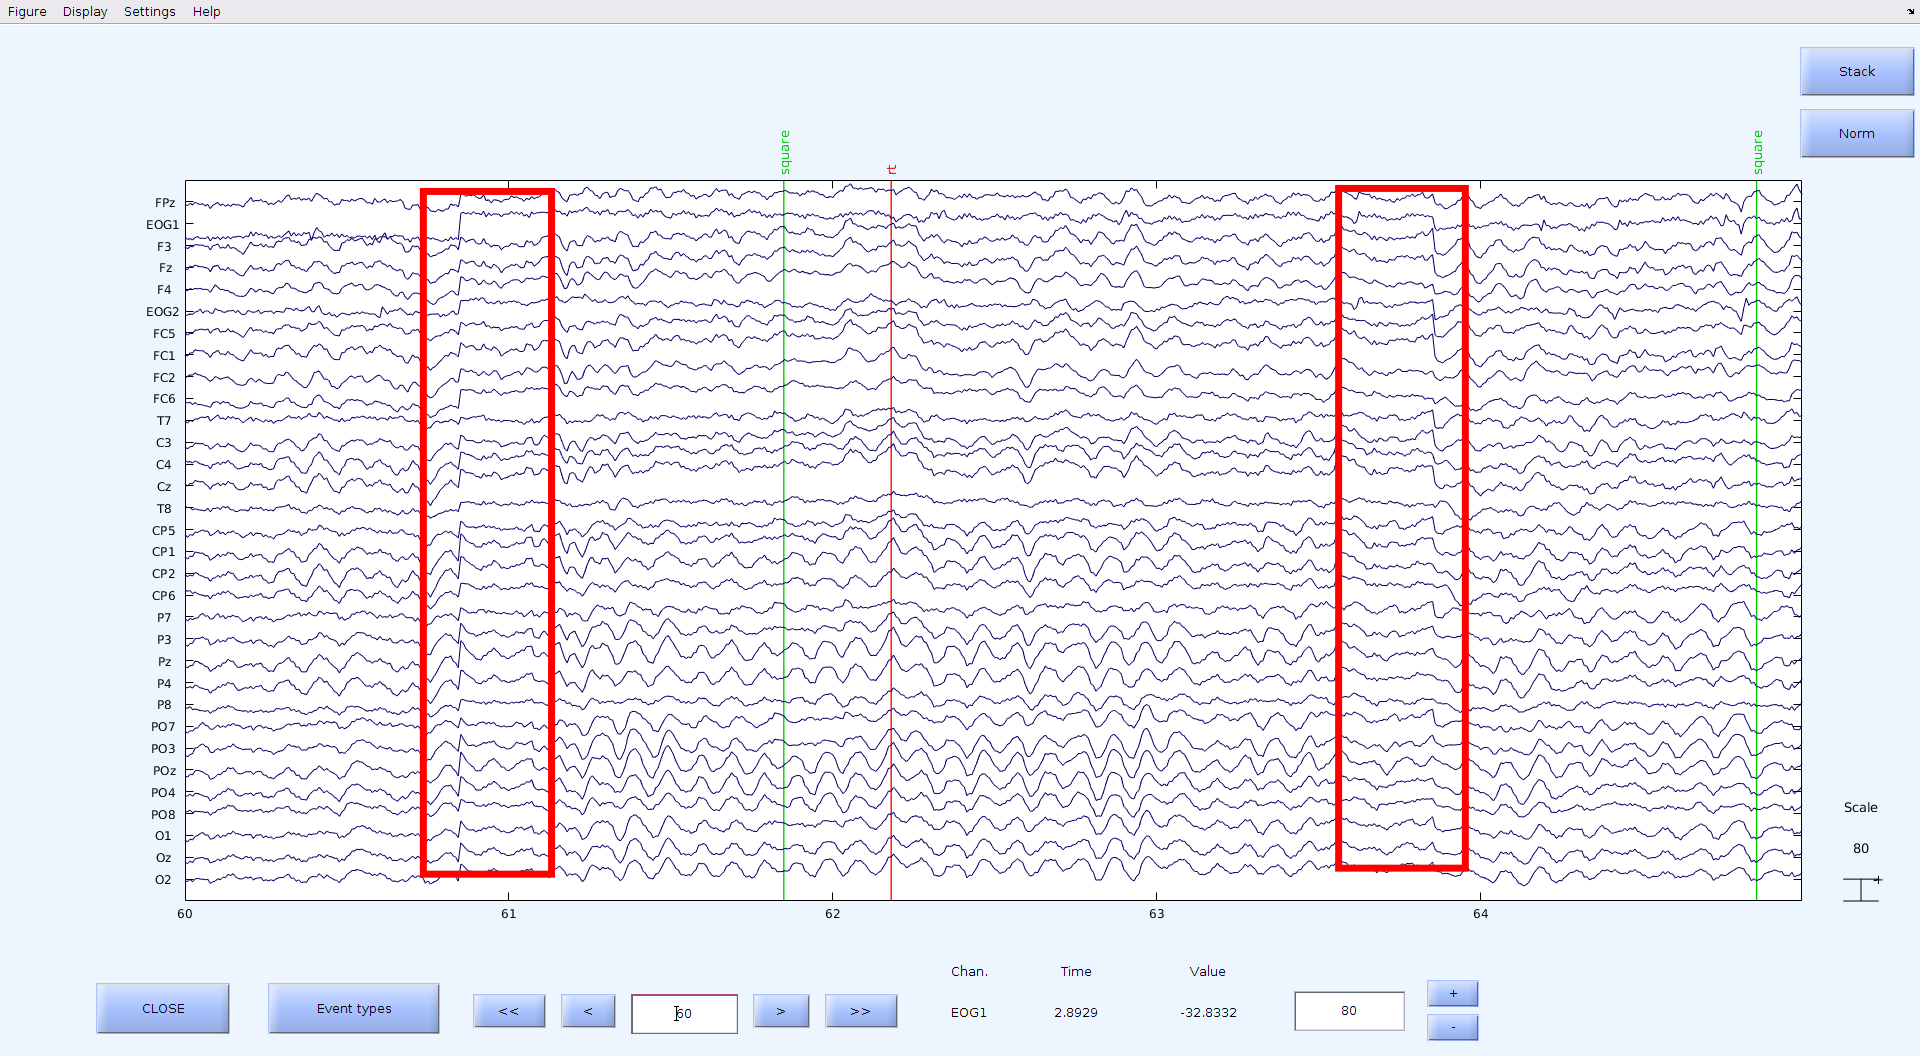 Figure Display Settings Help
Stack
Norm
square
rt
square
FPz
EOG1
F3
Fz
F4
EOG2
FC5
FC1
FC2
FC6
T7
C3
C4
Cz
T8
CP5
CP1
CP2
CP6
P7
P3
Pz
P4
P8
PO7
PO3
POz
PO4
PO8
O1
Oz
O2
60 61 62 63 64
Scale
80
+
Chan. Time Value
CLOSE
Event types
<< < 60 > >>
EOG1 2.8929 -32.8332
80
+
-